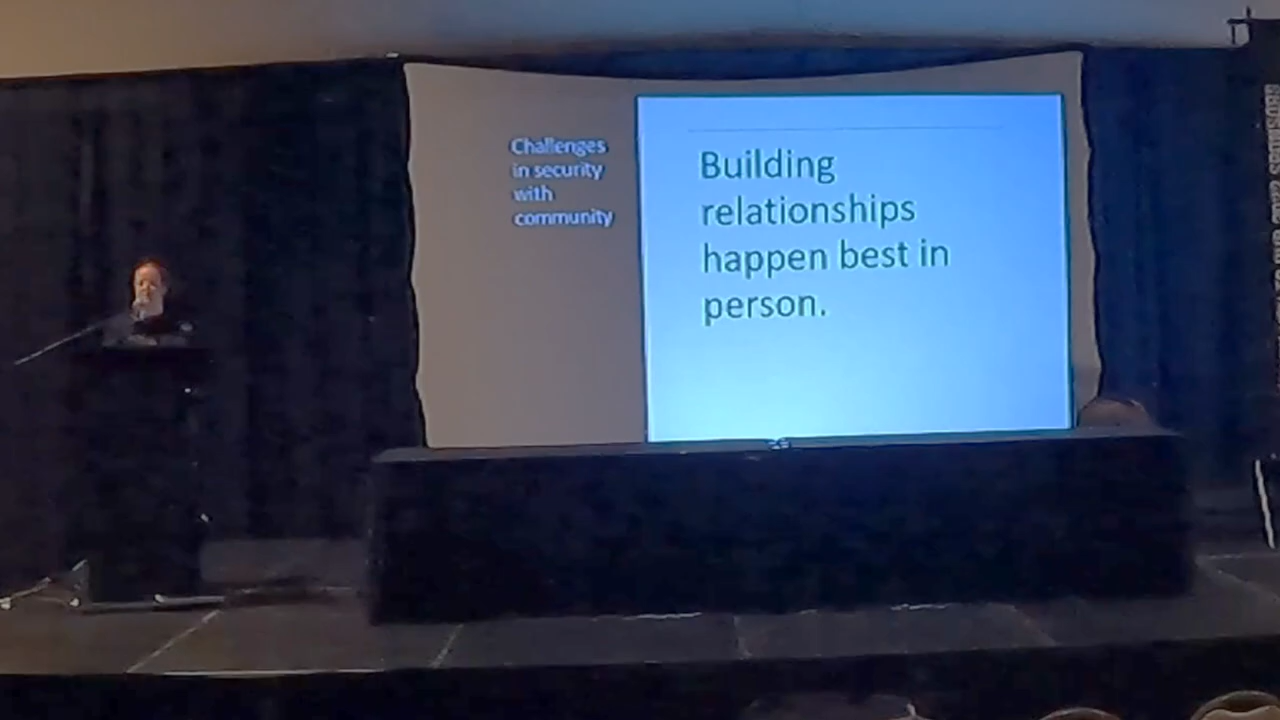 Challenges
in security
with
community
Building
relationships
happen best in
person.